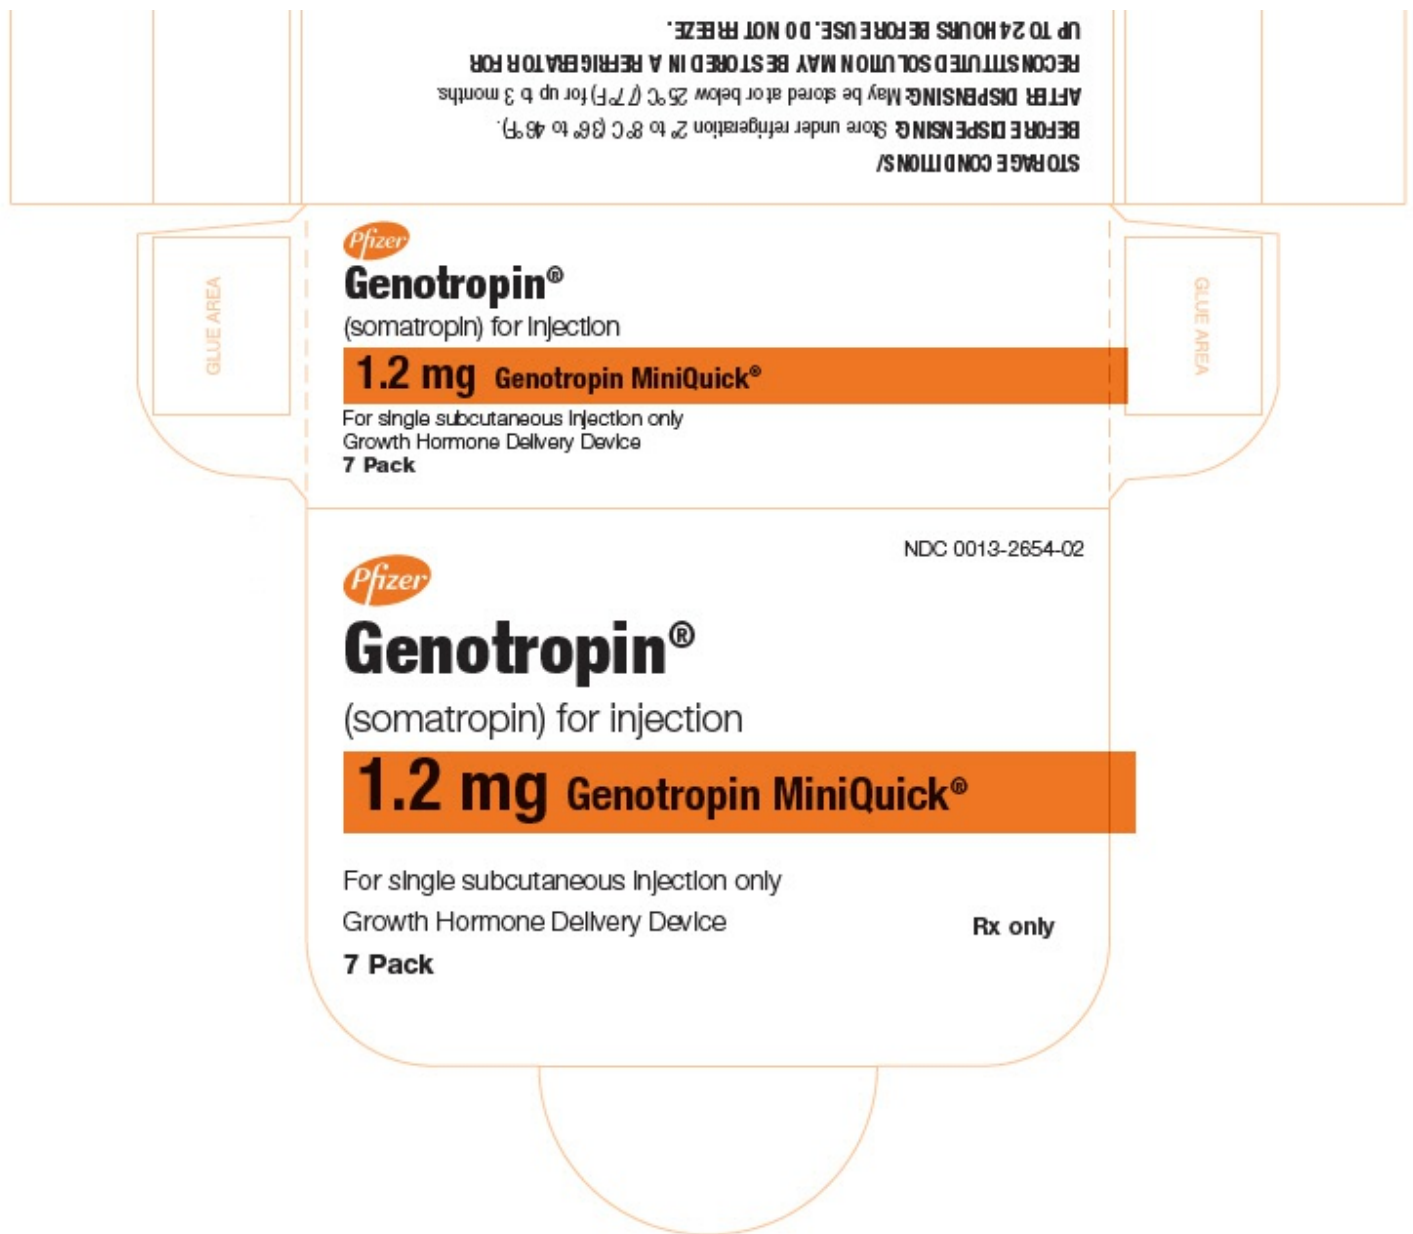 STORAGE CONDITIONS/
BEFORE DISPENSING: Store under refrigeration 2° to 8°C (36° to 46°F).
AFTER DISPENSING: May be stored at or below 25°C (77°F) for up to 3 months.
RECONSTITUTED SOLUTION MAY BE STORED IN A REFRIGERATOR FOR
UP TO 24 HOURS BEFORE USE. DO NOT FREEZE.
GLUE AREA
GLUE AREA
Pfizer
Genotropin®
(somatropin) for injection
1.2 mg Genotropin MiniQuick®
For single subcutaneous injection only
Growth Hormone Delivery Device
7 Pack
NDC 0013-2654-02
Pfizer
Genotropin®
(somatropin) for injection
1.2 mg Genotropin MiniQuick®
For single subcutaneous injection only
Growth Hormone Delivery Device
Rx only
7 Pack